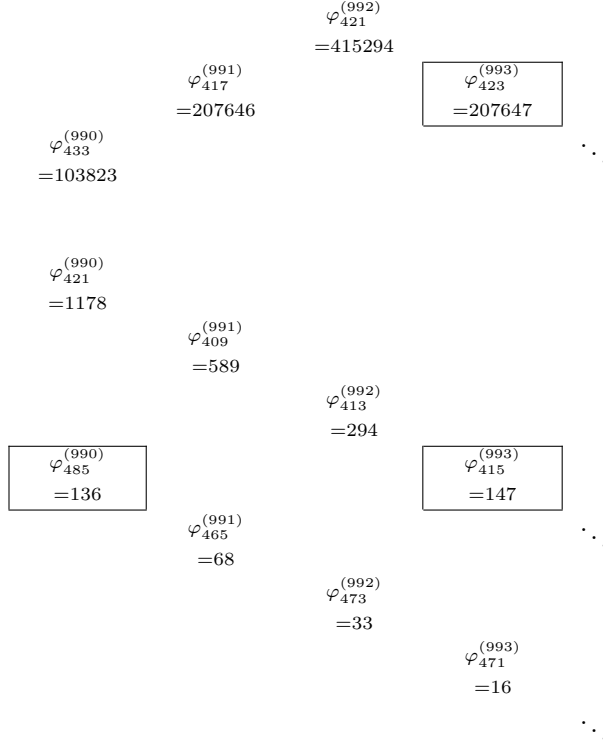 φ_{421}^{(992)}
=415294
φ_{417}^{(991)} φ_{423}^{(993)}
=207646 =207647
φ_{433}^{(990)} ⋱
=103823
φ_{421}^{(990)}
=1178
φ_{409}^{(991)}
=589
φ_{413}^{(992)}
=294
φ_{485}^{(990)} φ_{415}^{(993)}
=136 =147
φ_{465}^{(991)} ⋱
=68
φ_{473}^{(992)}
=33
φ_{471}^{(993)}
=16
⋱